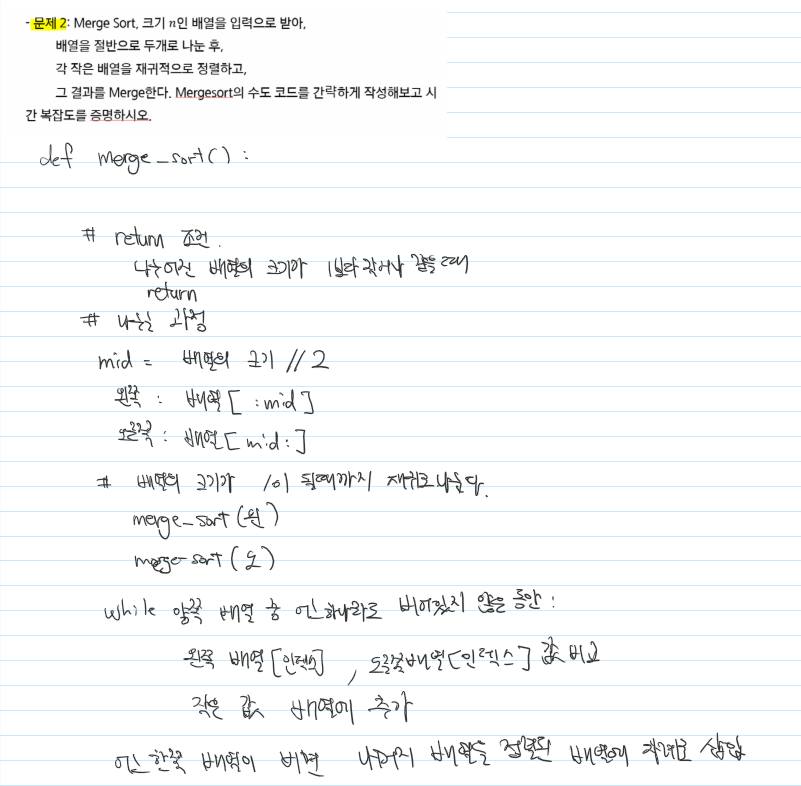 - 문제 2: Merge Sort, 크기 n인 배열을 입력으로 받아,
배열을 절반으로 두개로 나눈 후,
각 작은 배열을 재귀적으로 정렬하고,
그 결과를 Merge한다. Mergesort의 수도 코드를 간략하게 작성해보고 시
간 복잡도를 증명하시오.
def merge_sort() :
# return 조건.
나누어진 배열의 크기가 1보다 작거나 같을 때
return
# 나눈 과정
mid = 배열의 크기 // 2
왼쪽 : 배열[ :mid]
오른쪽 : 배열[mid:]
# 배열의 크기가 1이 될때까지 재귀로 나눈다.
merge_sort (왼)
merge-sort (오)
while 양쪽 배열 중 어느하나라도 비어있지 않은 동안 :
왼쪽 배열[인덱스] , 오른쪽배열[인덱스] 값 비교
작은 값 배열에 추가
어느 한쪽 배열이 비면 나머지 배열을 정렬된 배열에 차례로 삽입